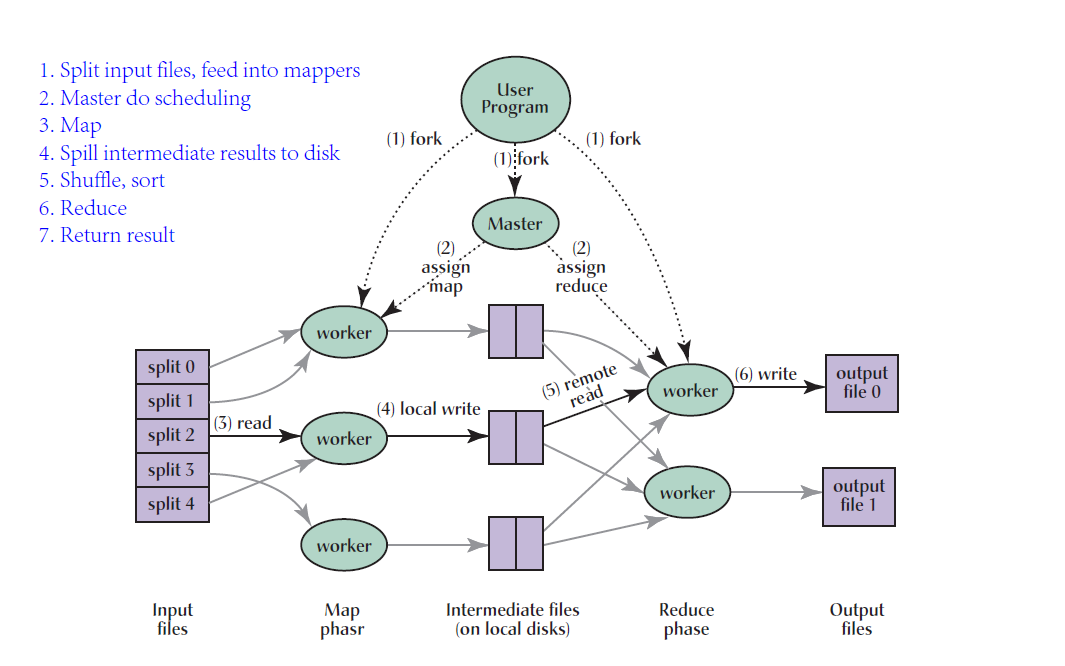 1. Split input files, feed into mappers
2. Master do scheduling
3. Map
4. Spill intermediate results to disk
5. Shuffle, sort
6. Reduce
7. Return result
User
Program
(1) fork
(1) fork
(1) fork
Master
(2)
assign
map
(2)
assign
reduce
worker
split 0
split 1
split 2
split 3
split 4
(3) read
worker
(4) local write
worker
(5) remote
read
worker
(6) write
output
file 0
worker
output
file 1
Input
files
Map
phasr
Intermediate files
(on local disks)
Reduce
phase
Output
files